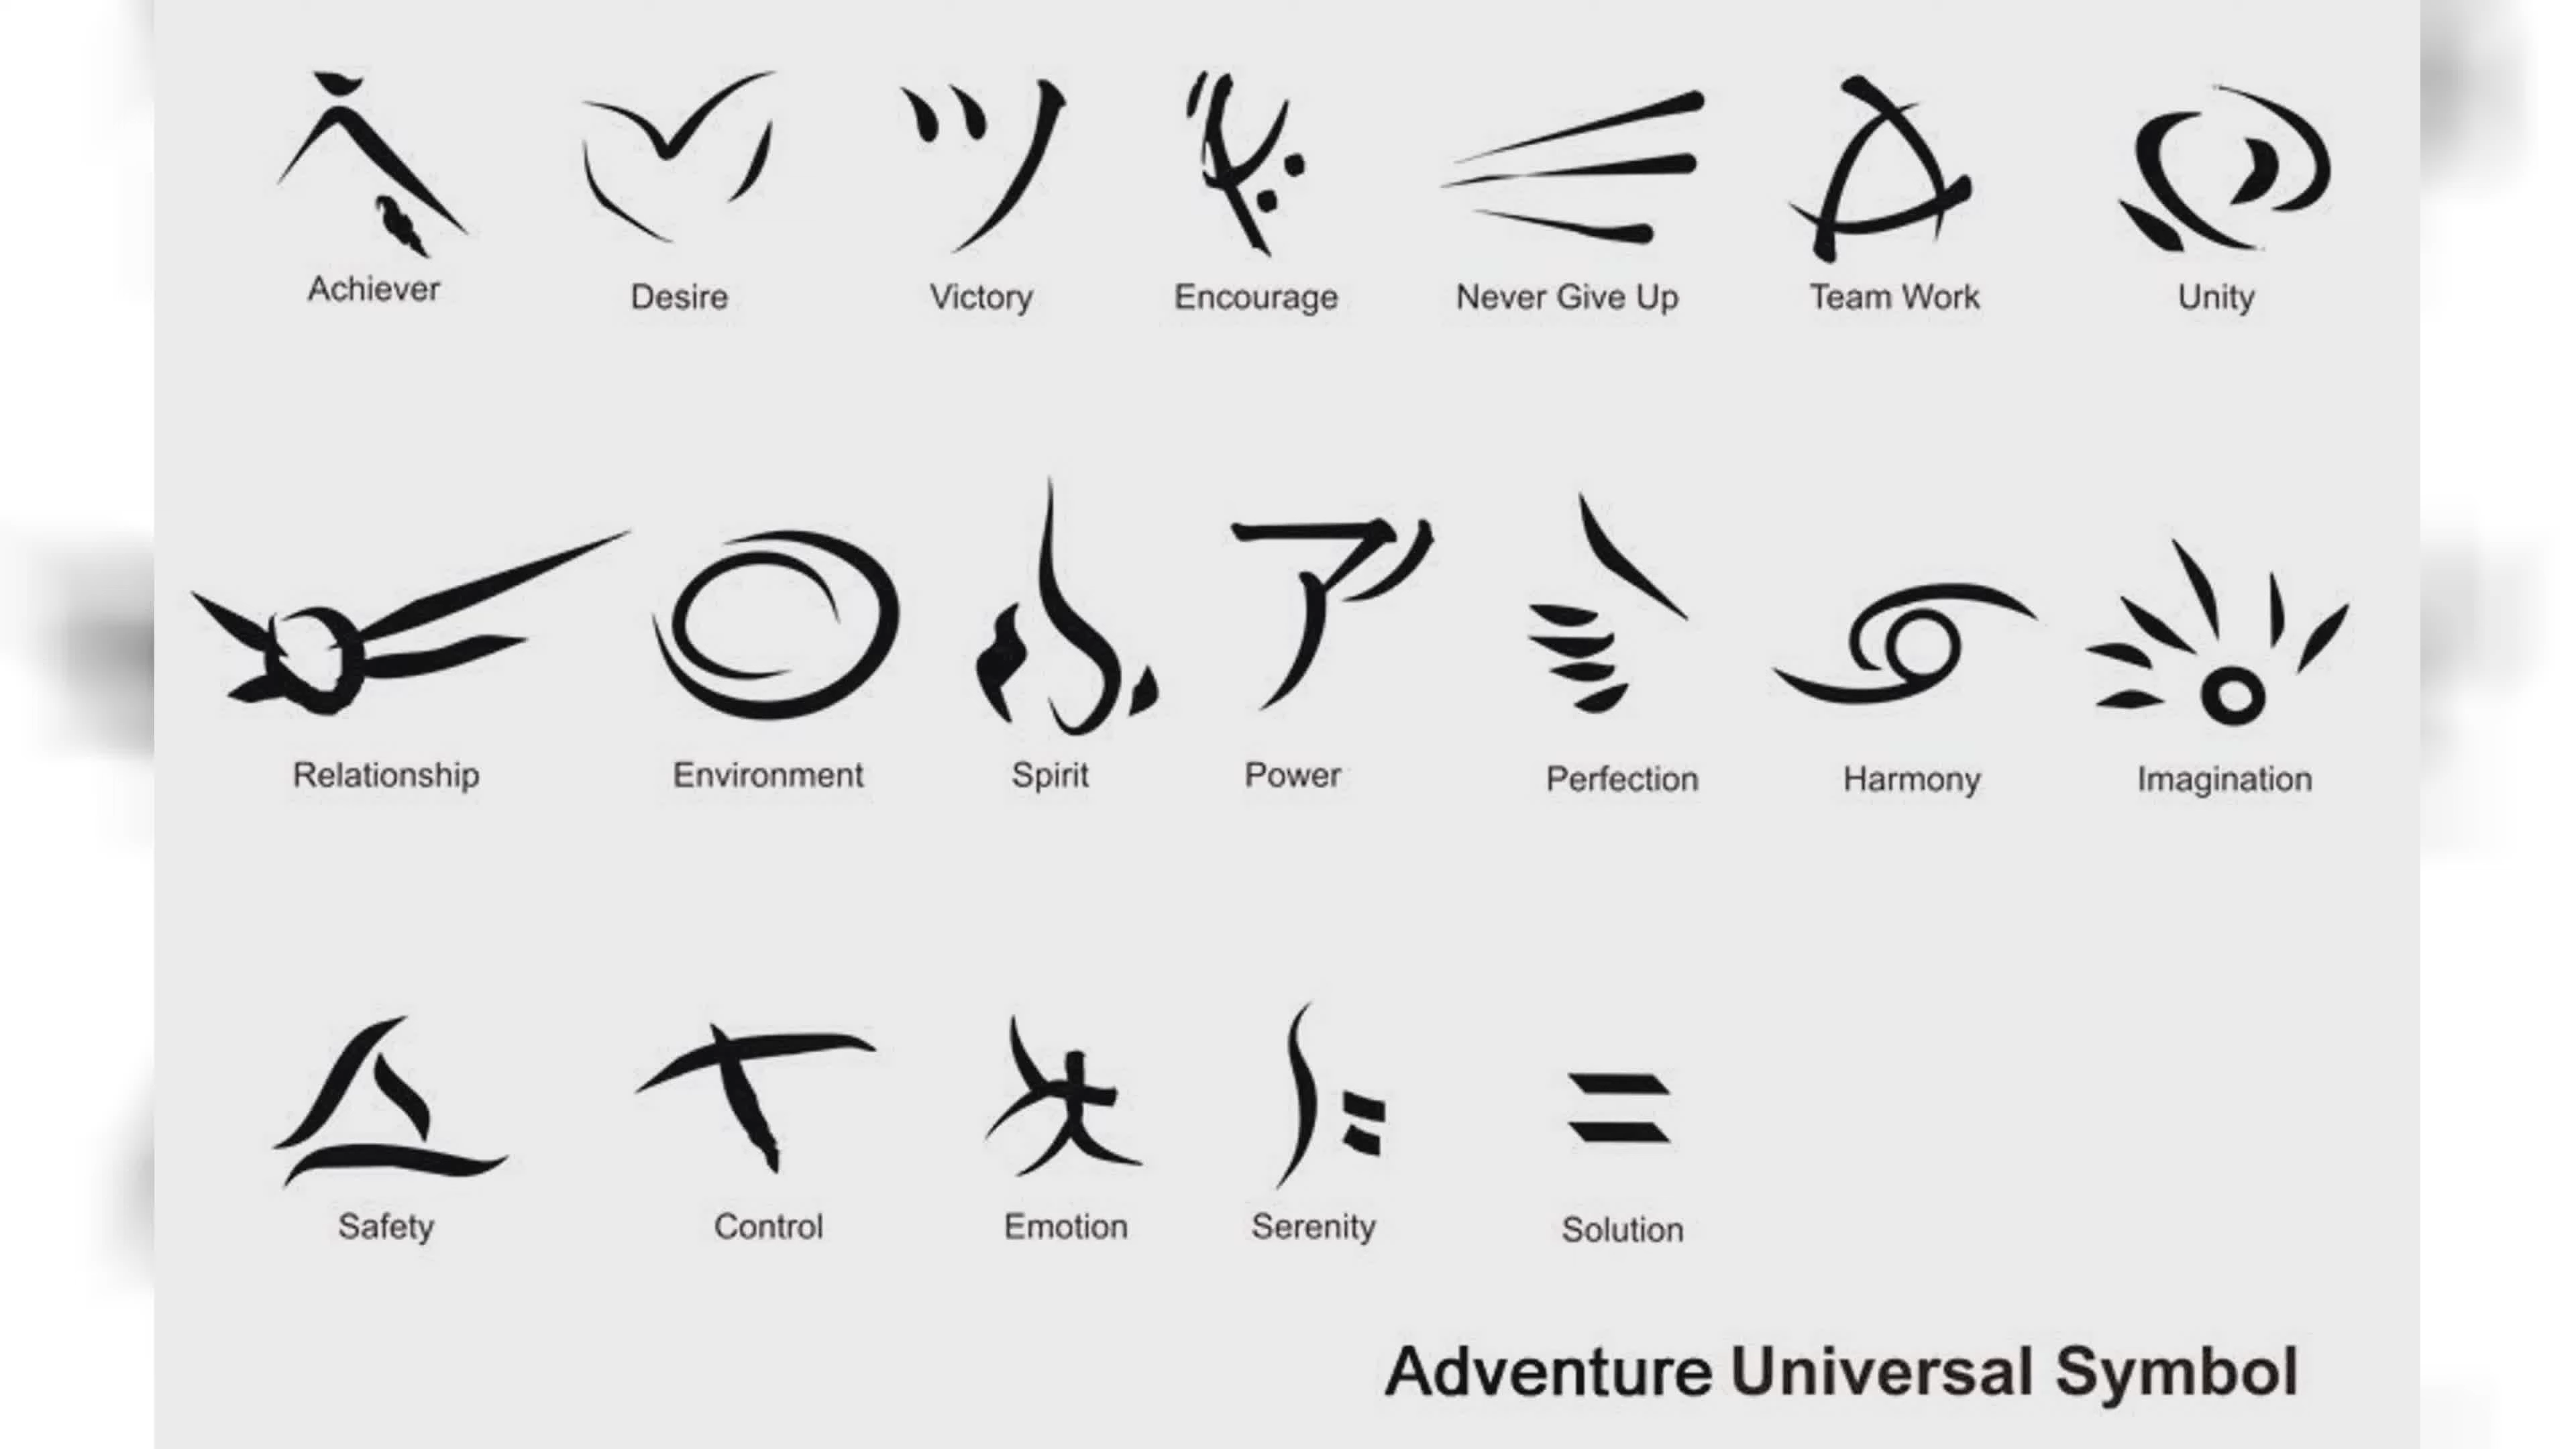 Achiever Desire Victory Encourage Never Give Up Team Work Unity
Relationship Environment Spirit Power Perfection Harmony Imagination
Safety Control Emotion Serenity Solution
Adventure Universal Symbol